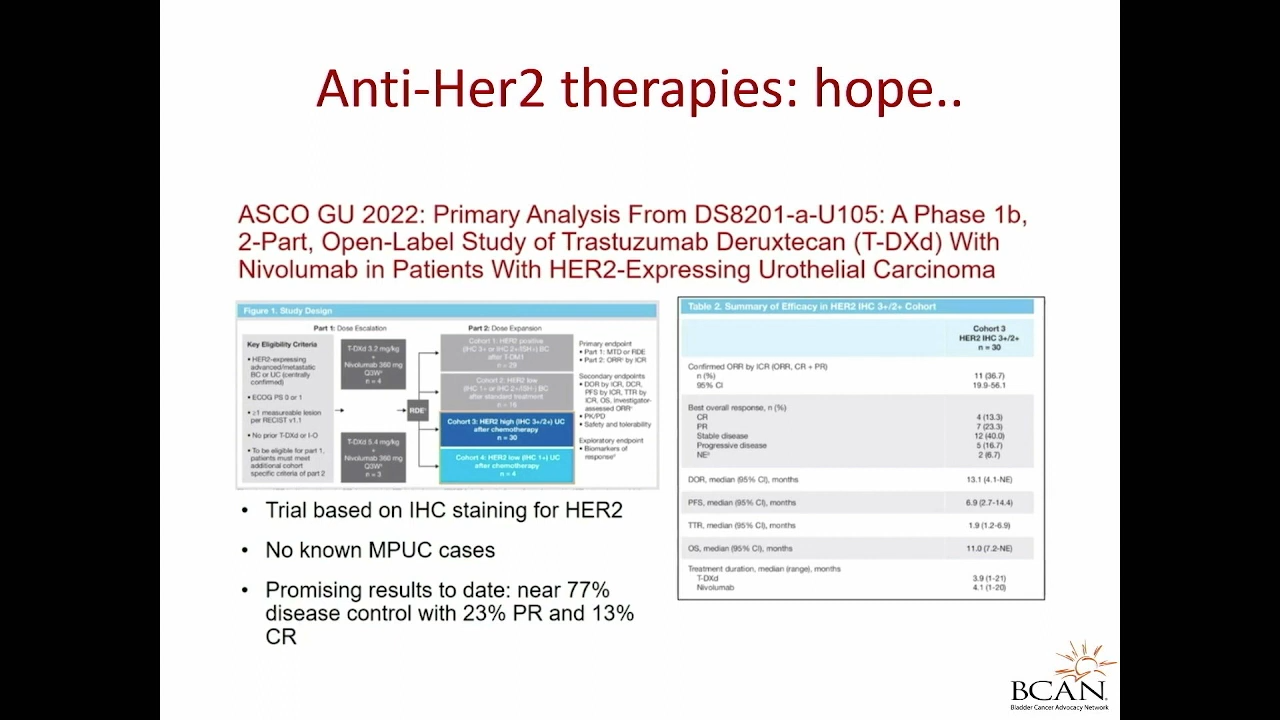 Anti-Her2 therapies: hope..
ASCO GU 2022: Primary Analysis From DS8201-a-U105: A Phase 1b,
2-Part, Open-Label Study of Trastuzumab Deruxtecan (T-DXd) With
Nivolumab in Patients With HER2-Expressing Urothelial Carcinoma
Figure 1. Study Design
Part 1: Dose Escalation
Part 2: Dose Expansion
Key Eligibility Criteria
• HER2-expressing
advanced/metastatic
BC or UC (centrally
confirmed)
• ECOG PS 0 or 1
• ≥1 measureable lesion
per RECIST v1.1
• No prior T-DXd or I-O
• To be eligible for part 1,
patients must meet
additional cohort
specific criteria of part 2
T-DXd 3.2 mg/kg
+
Nivolumab 360 mg
Q3W
n = 4
T-DXd 5.4 mg/kg
+
Nivolumab 360 mg
Q3W
n = 3
RDE
Cohort 1: HER2 positive
(IHC 3+ or IHC 2+/ISH+) BC
after T-DM1
n = 29
Cohort 2: HER2 low
(IHC 1+ or IHC 2+/ISH-) BC
after standard treatment
n = 16
Cohort 3: HER2 high (IHC 3+/2+) UC
after chemotherapy
n = 30
Cohort 4: HER2 low (IHC 1+) UC
after chemotherapy
n = 4
Primary endpoint
• Part 1: MTD or RDE
• Part 2: ORR by ICR
Secondary endpoints
• DOR by ICR, DCR,
PFS by ICR, TTR by
ICR, OS, investigator-
assessed ORR
• PK/PD
• Safety and tolerability
Exploratory endpoint
• Biomarkers of
response
• Trial based on IHC staining for HER2
• No known MPUC cases
• Promising results to date: near 77%
disease control with 23% PR and 13%
CR
Table 2. Summary of Efficacy in HER2 IHC 3+/2+ Cohort
Cohort 3
HER2 IHC 3+/2+
n = 30
Confirmed ORR by ICR (ORR, CR + PR)
n (%) 11 (36.7)
95% CI 19.9-56.1
Best overall response, n (%)
CR 4 (13.3)
PR 7 (23.3)
Stable disease 12 (40.0)
Progressive disease 5 (16.7)
NE 2 (6.7)
DOR, median (95% CI), months 13.1 (4.1-NE)
PFS, median (95% CI), months 6.9 (2.7-14.4)
TTR, median (95% CI), months 1.9 (1.2-6.9)
OS, median (95% CI), months 11.0 (7.2-NE)
Treatment duration, median (range), months
T-DXd 3.9 (1-21)
Nivolumab 4.1 (1-20)
BCAN
Bladder Cancer Advocacy Network